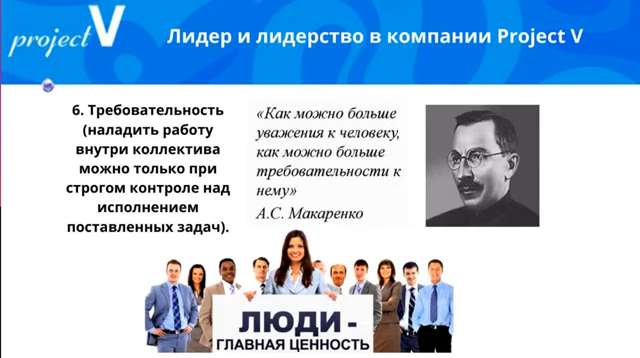 project V
Лидер и лидерство в компании Project V
6. Требовательность
(наладить работу
внутри коллектива
можно только при
строгом контроле над
исполнением
поставленных задач).
«Как можно больше
уважения к человеку,
как можно больше
требовательности к
нему»
А.С. Макаренко
ЛЮДИ -
ГЛАВНАЯ ЦЕННОСТЬ